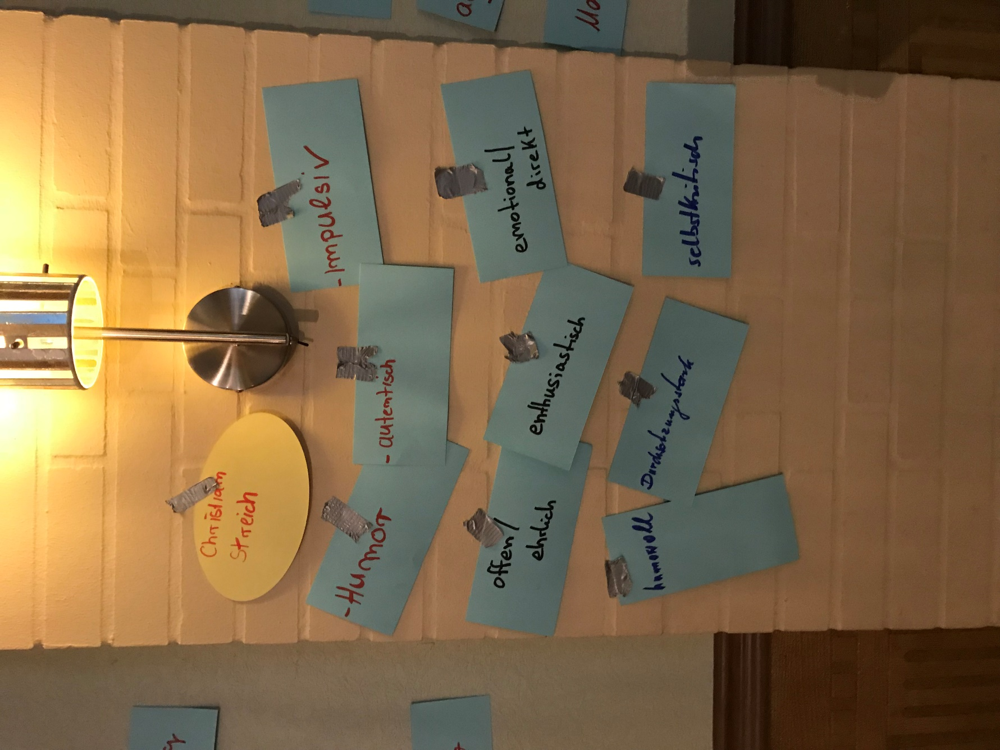 Christian
Streich
- Humor
- autentisch
- Impulsiv
offen/
ehrlich
enthusiastisch
emotional/
direkt
humorvoll
Durchsetzungsstark
selbstkritisch